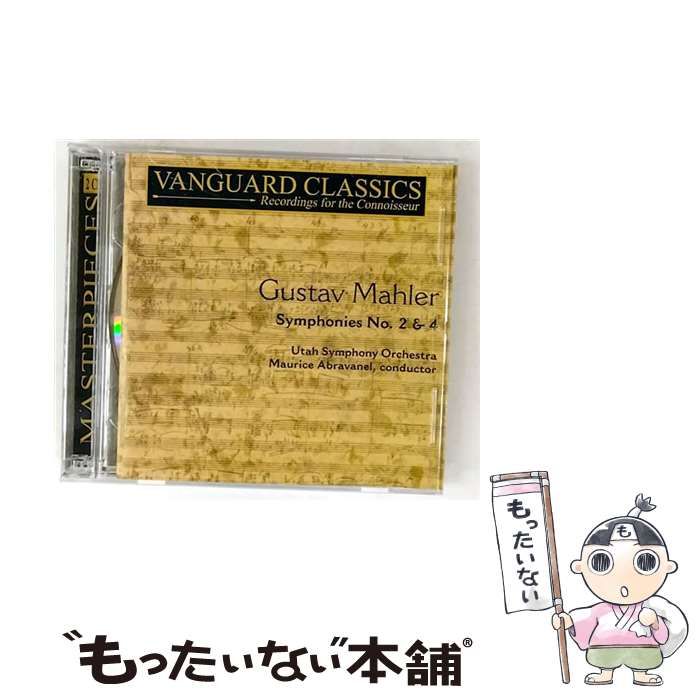 VANGUARD CLASSICS
Recordings for the Connoisseur
MASTERPIECES 2 C
Gustav Mahler
Symphonies No. 2 & 4
Utah Symphony Orchestra
Maurice Abravanel, conductor
も
もったいない
"もったいない本舗®